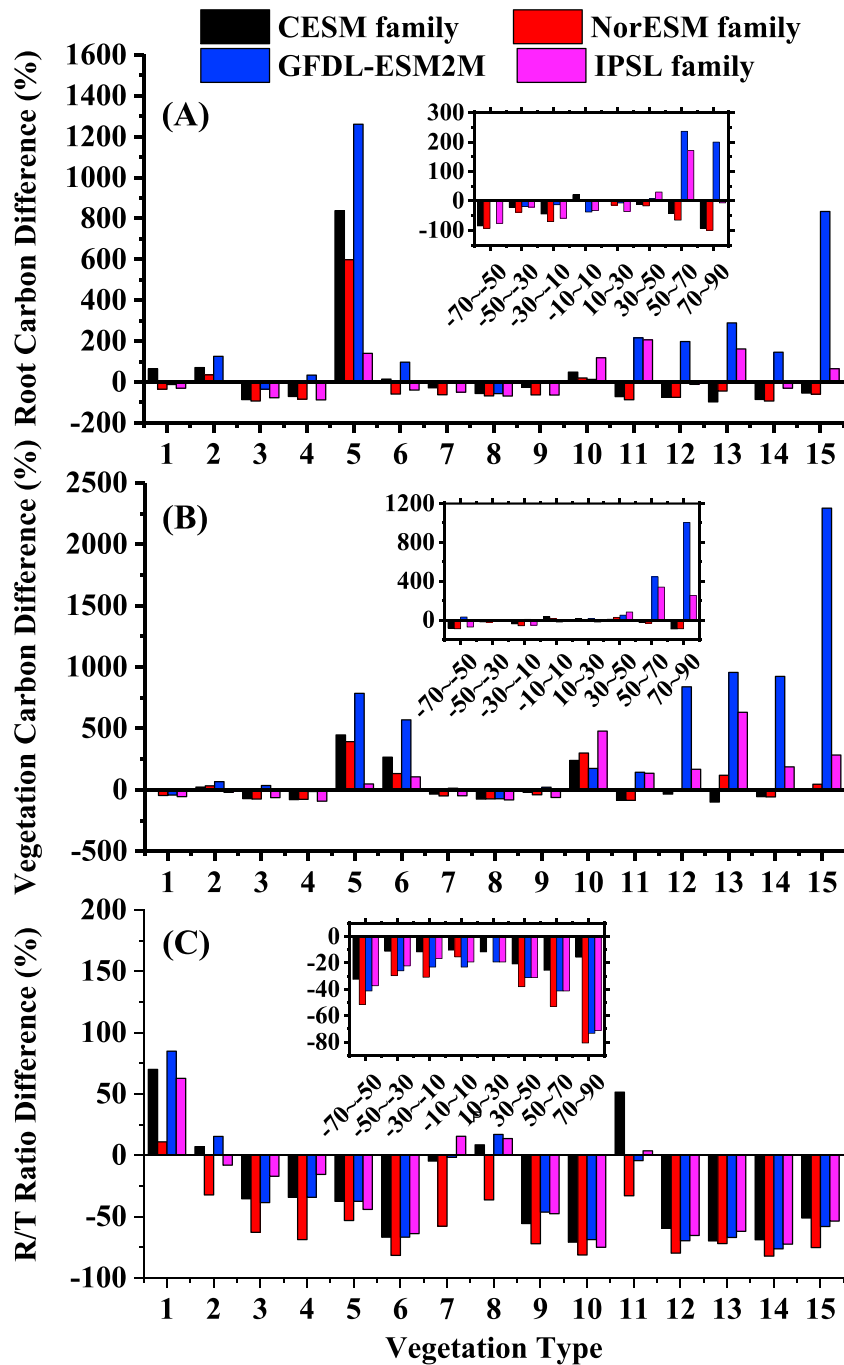 CESM family NorESM family
GFDL-ESM2M IPSL family
Root Carbon Difference (%)
1600
1400
1200
1000
800
600
400
200
0
-200
(A)
300
200
100
0
-100
-70~-50 -50~-30 -30~-10 -10~10 10~30 30~50 50~70 70~90
1 2 3 4 5 6 7 8 9 10 11 12 13 14 15
Vegetation Carbon Difference (%)
2500
2000
1500
1000
500
0
-500
(B)
1200
800
400
0
-70~-50 -50~-30 -30~-10 -10~10 10~30 30~50 50~70 70~90
1 2 3 4 5 6 7 8 9 10 11 12 13 14 15
R/T Ratio Difference (%)
200
150
100
50
0
-50
-100
(C)
0
-20
-40
-60
-80
-70~-50 -50~-30 -30~-10 -10~10 10~30 30~50 50~70 70~90
1 2 3 4 5 6 7 8 9 10 11 12 13 14 15
Vegetation Type